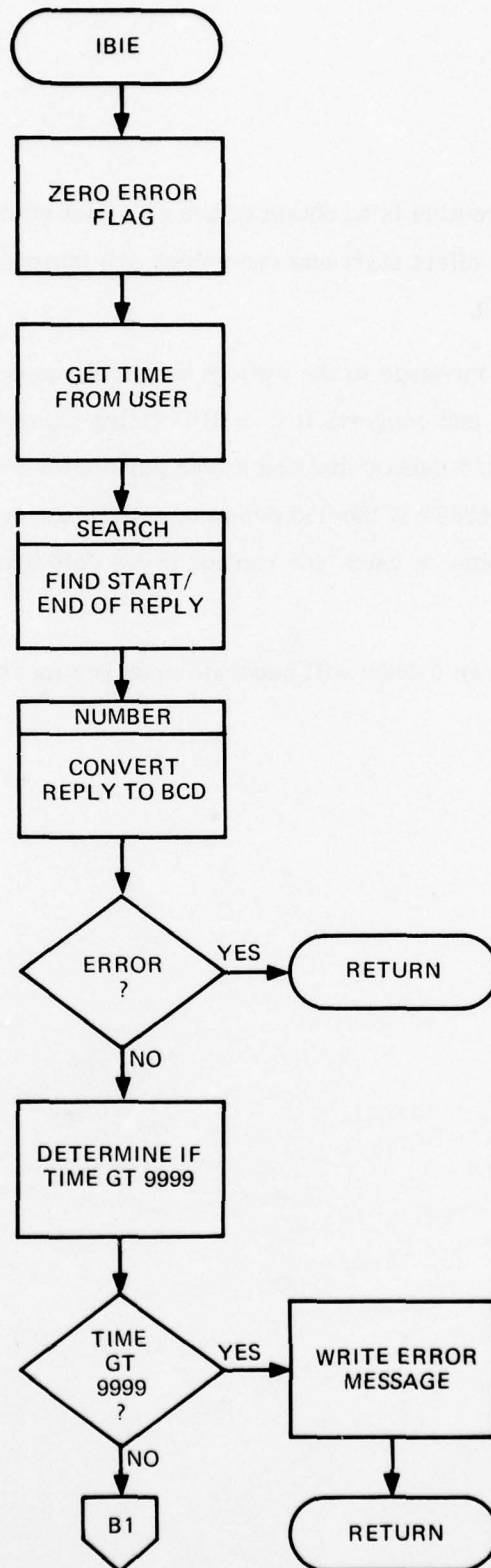 IBIE
ZERO ERROR
FLAG
GET TIME
FROM USER
SEARCH
FIND START/
END OF REPLY
NUMBER
CONVERT
REPLY TO BCD
ERROR
?
YES
RETURN
NO
DETERMINE IF
TIME GT 9999
TIME
GT
9999
?
YES
WRITE ERROR
MESSAGE
NO
B1
RETURN